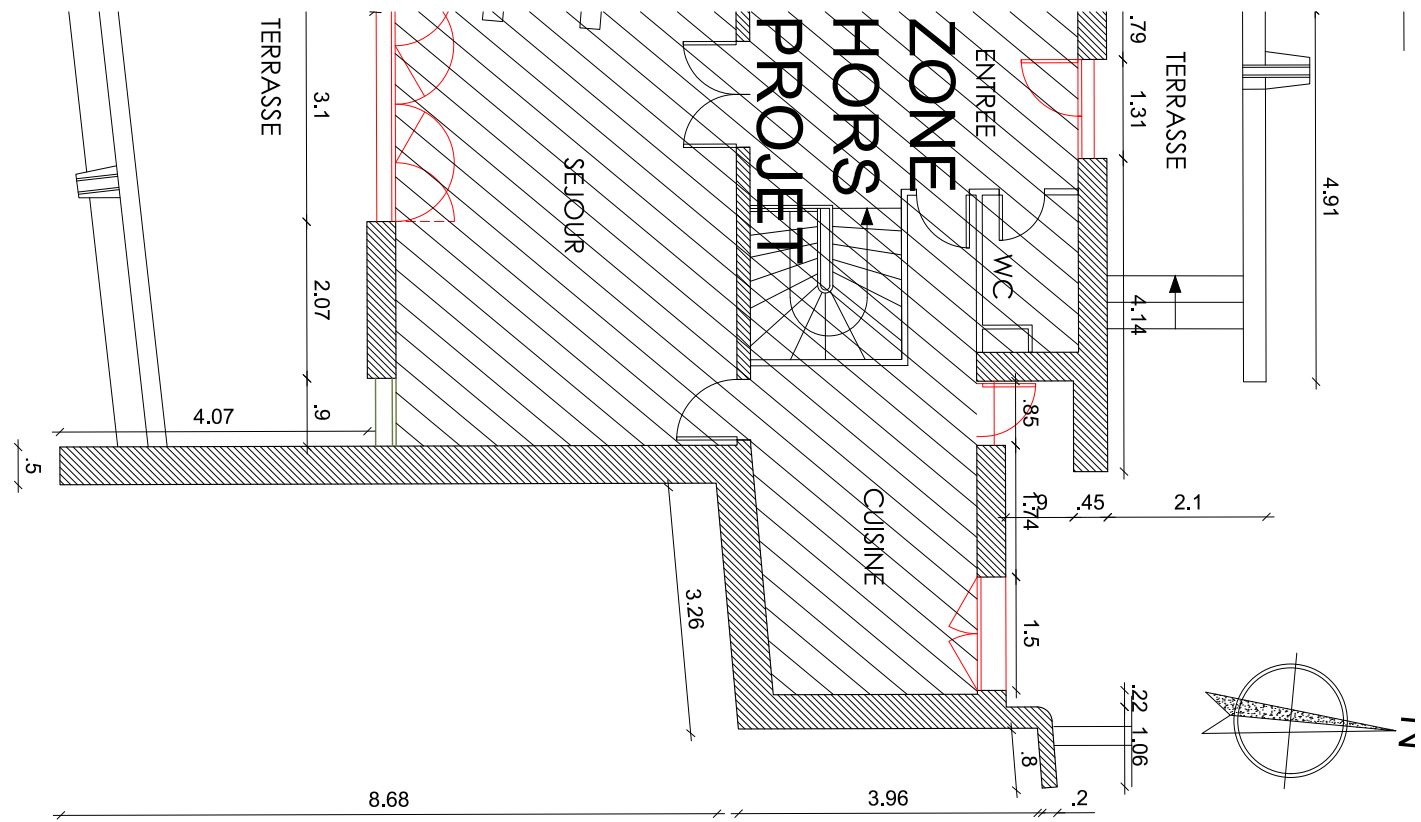 TERRASSE
3.1
2.07
.9
4.07
.5
SEJOUR
ZONE
HORS
PROJET
ENTREE
WC
CUISINE
TERRASSE
.79
1.31
4.14
4.91
.85
1.74
.9
.45
2.1
1.5
.22
1.06
.8
3.26
8.68
3.96
.2
N